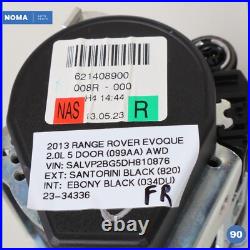 NOMA
621408900
008R - 000
H4 14:44
NAS
13.05.23
R
2013 RANGE ROVER EVOQUE
2.0L 5 DOOR (099AA) AWD
VIN: SALVP2BG5DH810876
EXT: SANTORINI BLACK (820)
INT: EBONY BLACK (034DU)
23-34336
FR
90